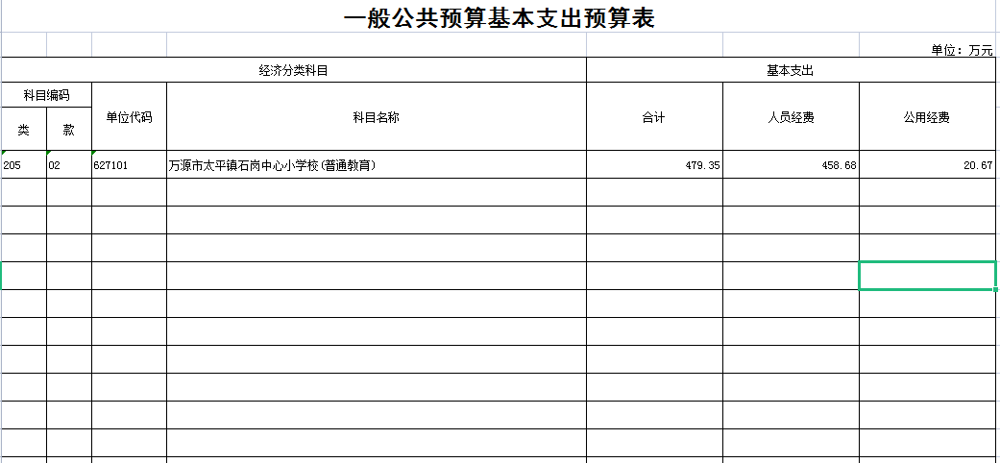 一般公共预算基本支出预算表
单位：万元
经济分类科目 基本支出
科目编码 单位代码 科目名称 合计 人员经费 公用经费
类 款
205 02 627101 万源市太平镇石岗中心小学校(普通教育） 479.35 458.68 20.67